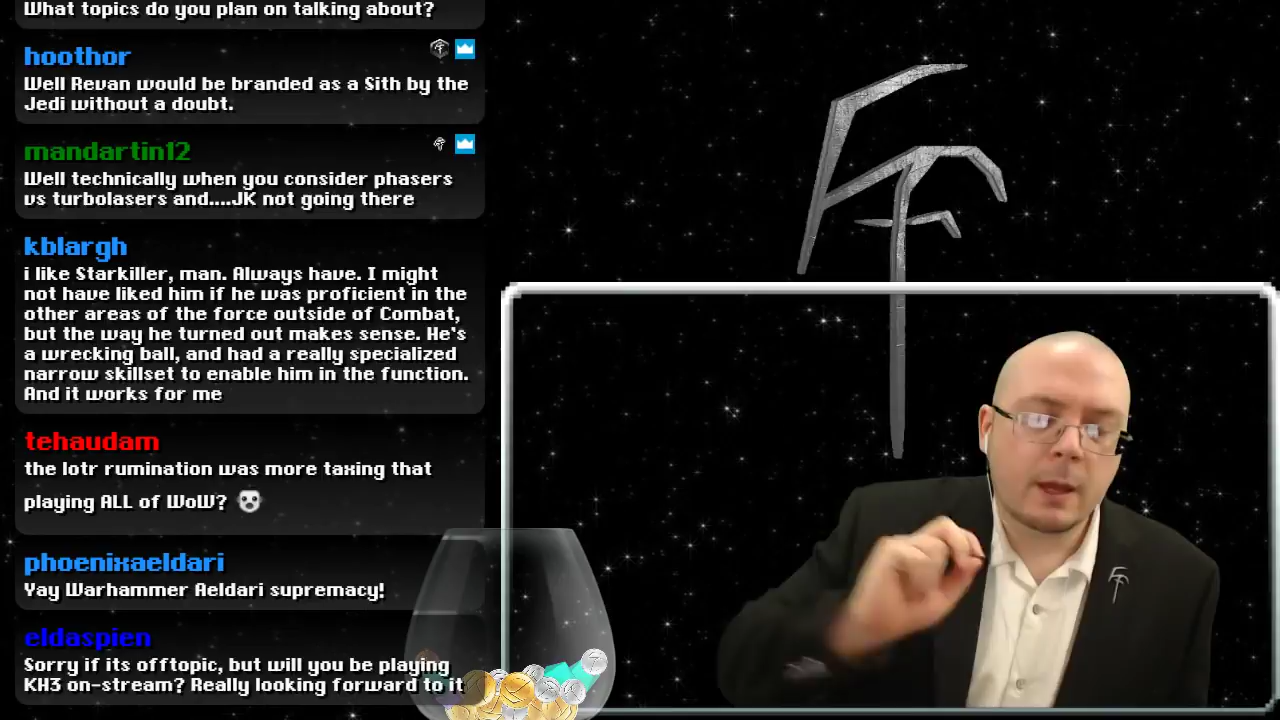 What topics do you plan on talking about?
hoothor
Well Revan would be branded as a Sith by the
Jedi without a doubt.
mandartin12
Well technically when you consider phasers
vs turbolasers and....JK not going there
kblargh
i like Starkiller, man. Always have. I might
not have liked him if he was proficient in the
other areas of the force outside of Combat,
but the way he turned out makes sense. He's
a wrecking ball, and had a really specialized
narrow skillset to enable him in the function.
And it works for me
tehaudam
the lotr rumination was more taxing that
playing ALL of WoW?
phoenixaeldari
Yay Warhammer Aeldari supremacy!
eldaspien
Sorry if its offtopic, but will you be playing
KH3 on-stream? Really looking forward to it